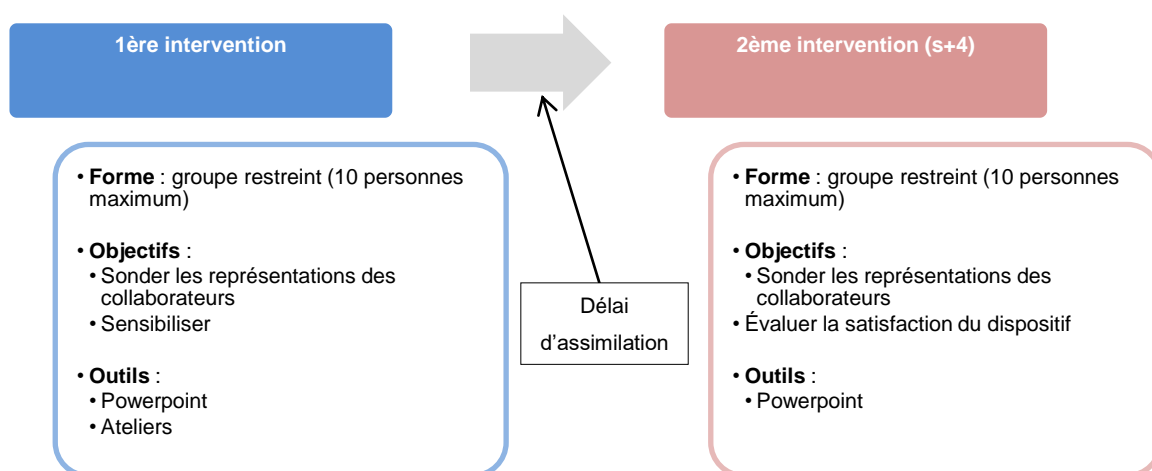 1ère intervention
2ème intervention (s+4)
• Forme : groupe restreint (10 personnes
maximum)
• Objectifs :
• Sonder les représentations des
collaborateurs
• Sensibiliser
• Outils :
• Powerpoint
• Ateliers
Délai
d’assimilation
• Forme : groupe restreint (10 personnes
maximum)
• Objectifs :
• Sonder les représentations des
collaborateurs
• Évaluer la satisfaction du dispositif
• Outils :
• Powerpoint